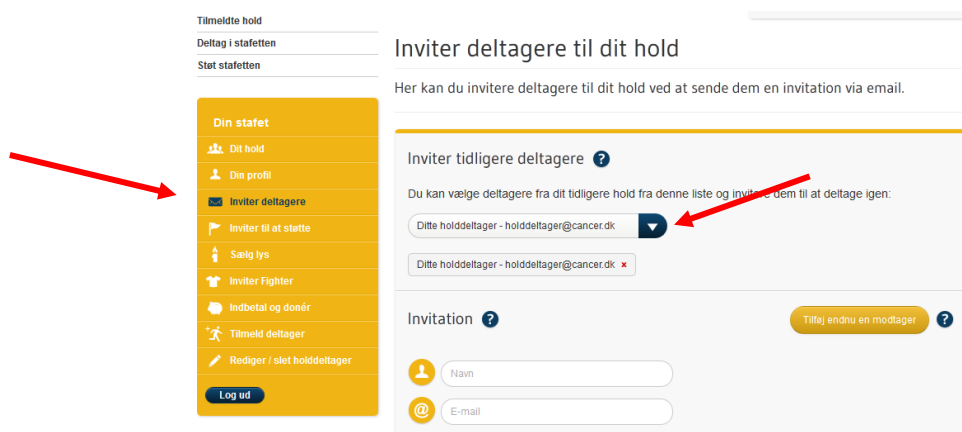 Tilmeldte hold
Deltag i stafetten
Støt stafetten
Din stafet
Dit hold
Din profil
Inviter deltagere
Inviter til at støtte
Sælg lys
Inviter Fighter
Indbetal og donér
Tilmeld deltager
Rediger / slet holddeltager
Log ud
Inviter deltagere til dit hold
Her kan du invitere deltagere til dit hold ved at sende dem en invitation via email.
Inviter tidligere deltagere ?
Du kan vælge deltagere fra dit tidligere hold fra denne liste og invitere dem til at deltage igen:
Ditte holddeltager - holddeltager@cancer.dk
Ditte holddeltager - holddeltager@cancer.dk x
Invitation ?
Tilføj endnu en modtager ?
Navn
@ E-mail